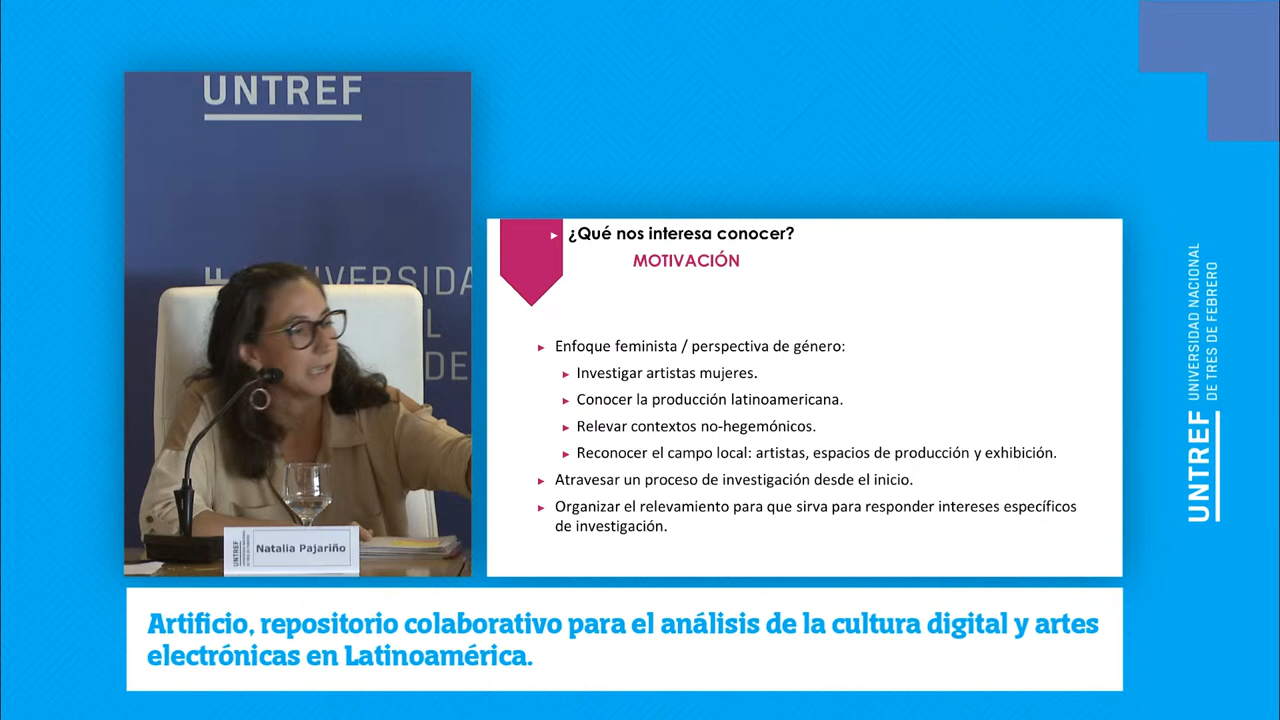 UNTREF
UNIVERSIDA
L
DE
UNTREF
Natalia Pajariño
¿Qué nos interesa conocer?
MOTIVACIÓN
Enfoque feminista / perspectiva de género:
Investigar artistas mujeres.
Conocer la producción latinoamericana.
Relevar contextos no-hegemónicos.
Reconocer el campo local: artistas, espacios de producción y exhibición.
Atravesar un proceso de investigación desde el inicio.
Organizar el relevamiento para que sirva para responder intereses específicos
de investigación.
UNTREF
UNIVERSIDAD NACIONAL
DE TRES DE FEBRERO
Artificio, repositorio colaborativo para el análisis de la cultura digital y artes
electrónicas en Latinoamérica.